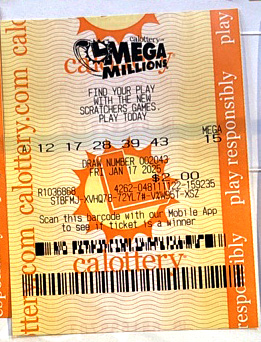 calottery
MEGA
MILLIONS
FIND YOUR PLAY
WITH THE NEW
SCRATCHERS GAMES.
PLAY TODAY
MEGA
A 12 17 28 39 43 15
DRAW NUMBER 002043
FRI JAN 17 2025
$2.00
R1036868
Scan this barcode with our Mobile App
to see if ticket is a winner
calottery
calottery.com
play responsibly
play